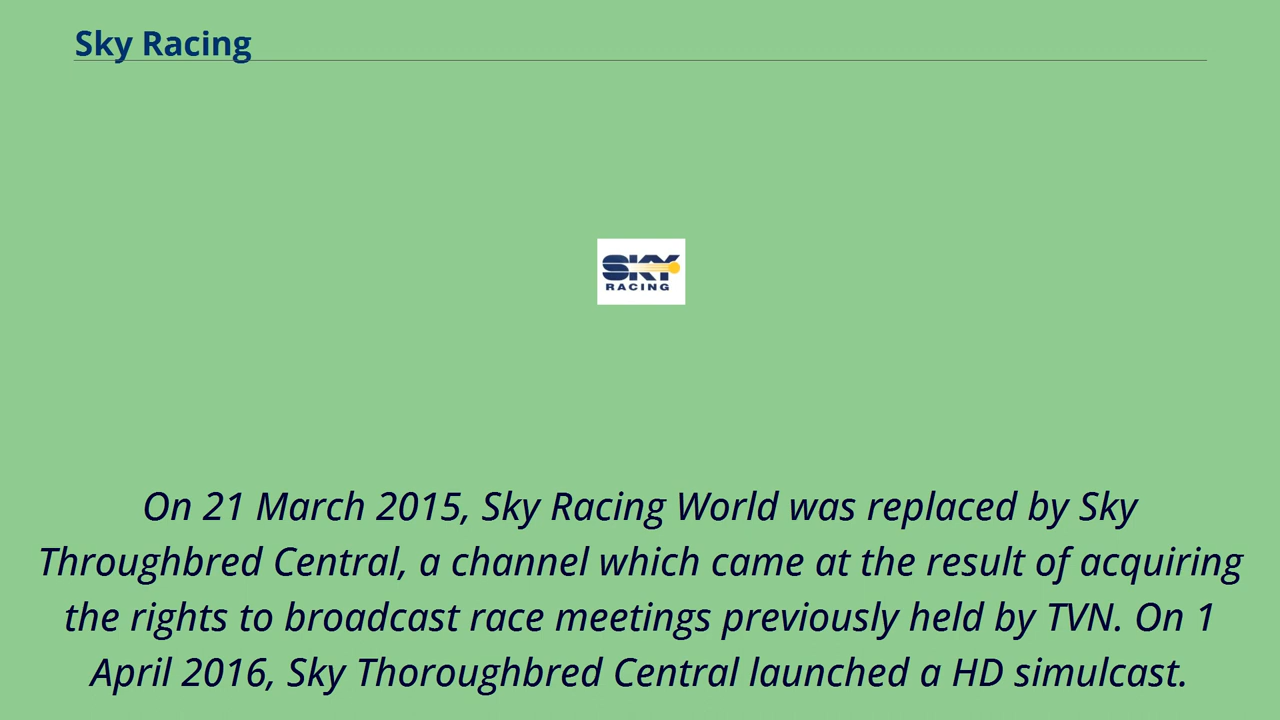 Sky Racing
SKY
RACING
On 21 March 2015, Sky Racing World was replaced by Sky
Throughbred Central, a channel which came at the result of acquiring
the rights to broadcast race meetings previously held by TVN. On 1
April 2016, Sky Thoroughbred Central launched a HD simulcast.